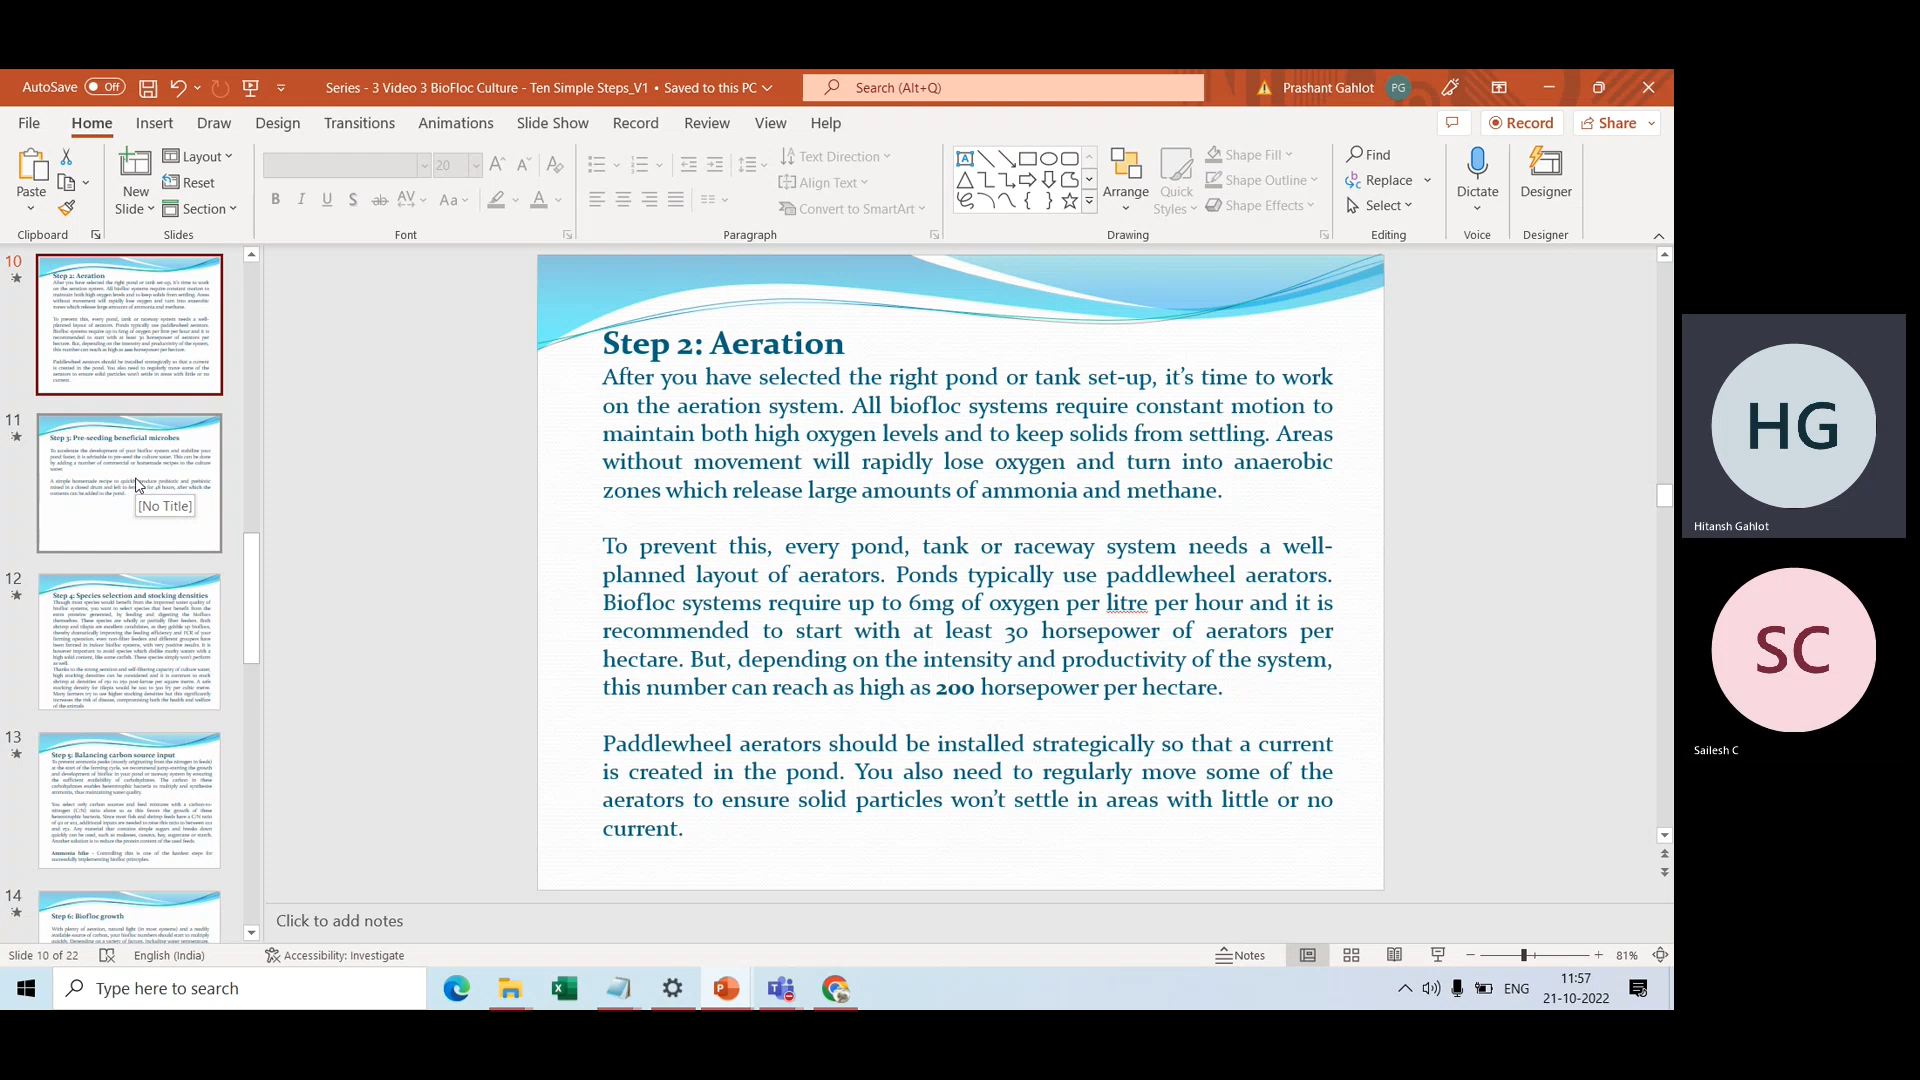 AutoSave Off
Series - 3 Video 3 BioFloc Culture - Ten Simple Steps_V1 • Saved to this PC
Search (Alt+Q)
Prashant Gahlot PG
File Home Insert Draw Design Transitions Animations Slide Show Record Review View Help
Record Share
Paste
New Slide
Layout
Reset
Section
20
Text Direction
Align Text
Convert to SmartArt
Arrange
Quick Styles
Shape Fill
Shape Outline
Shape Effects
Find
Replace
Select
Dictate
Designer
Clipboard Slides Font Paragraph Drawing Editing Voice Designer
10
Step 2: Aeration
11
Step 3: Pre-seeding beneficial microbes
[No Title]
12
Step 4: Species selection and stocking densities
13
Step 5: Balancing carbon source input
14
Step 6: Biofloc growth
Step 2: Aeration
After you have selected the right pond or tank set-up, it’s time to work
on the aeration system. All biofloc systems require constant motion to
maintain both high oxygen levels and to keep solids from settling. Areas
without movement will rapidly lose oxygen and turn into anaerobic
zones which release large amounts of ammonia and methane.
To prevent this, every pond, tank or raceway system needs a well-
planned layout of aerators. Ponds typically use paddlewheel aerators.
Biofloc systems require up to 6mg of oxygen per litre per hour and it is
recommended to start with at least 30 horsepower of aerators per
hectare. But, depending on the intensity and productivity of the system,
this number can reach as high as 200 horsepower per hectare.
Paddlewheel aerators should be installed strategically so that a current
is created in the pond. You also need to regularly move some of the
aerators to ensure solid particles won’t settle in areas with little or no
current.
Click to add notes
Slide 10 of 22 English (India) Accessibility: Investigate Notes 81%
Type here to search
ENG
11:57
21-10-2022
HG
Hitansh Gahlot
SC
Sailesh C